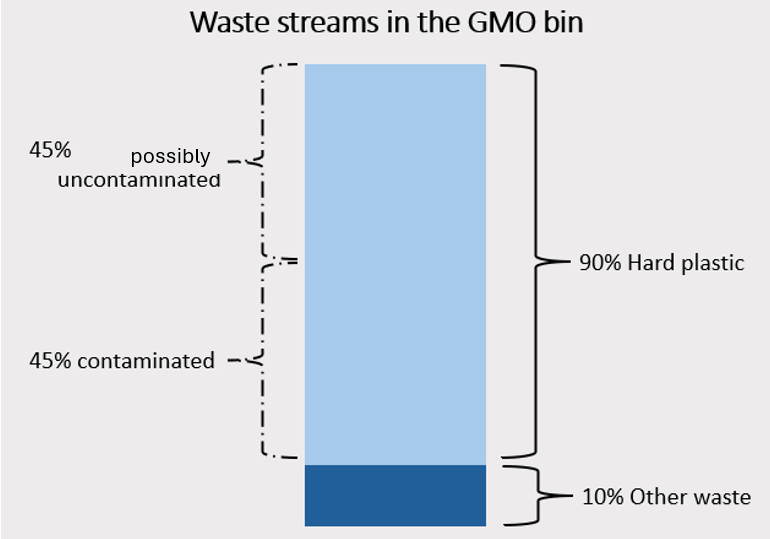 Waste streams in the GMO bin
45% possibly
uncontaminated
90% Hard plastic
45% contaminated
10% Other waste